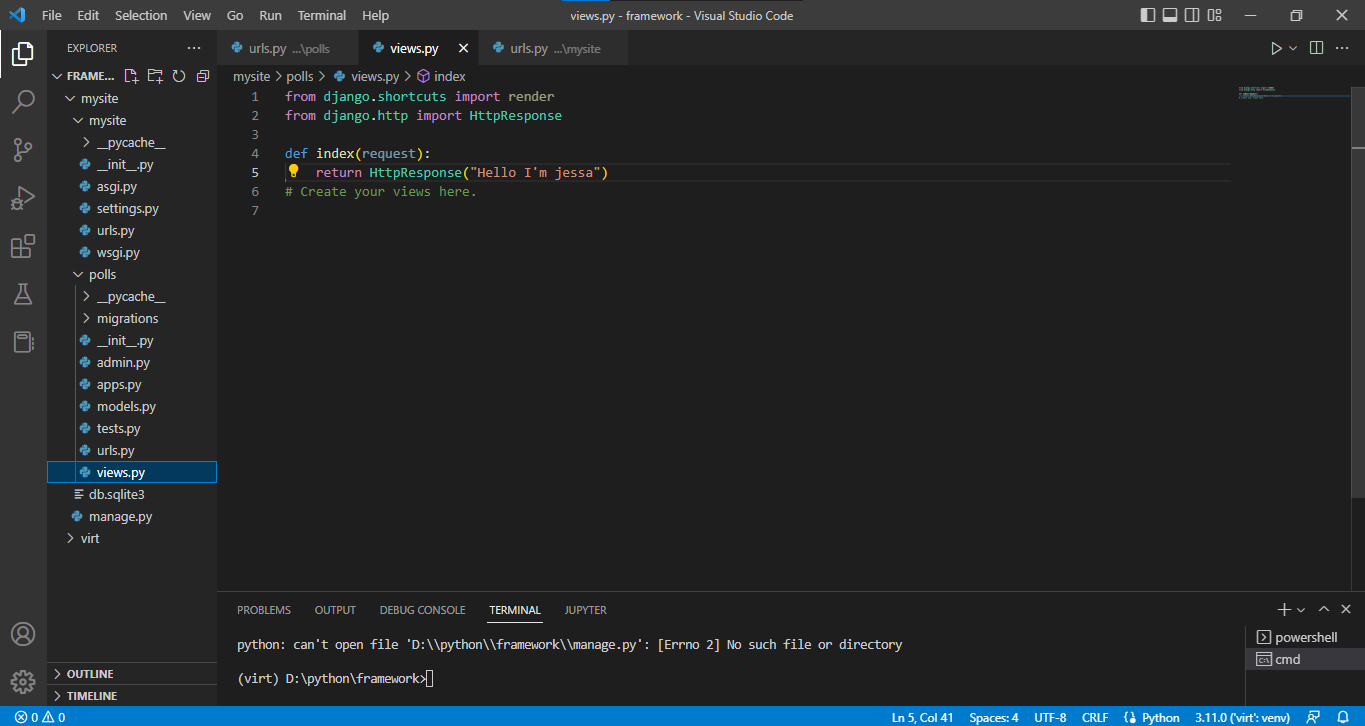 File Edit Selection View Go Run Terminal Help
views.py - framework - Visual Studio Code
EXPLORER
FRAME...
mysite
mysite
__pycache__
__init__.py
asgi.py
settings.py
urls.py
wsgi.py
polls
__pycache__
migrations
__init__.py
admin.py
apps.py
models.py
tests.py
urls.py
views.py
db.sqlite3
manage.py
virt
OUTLINE
TIMELINE
urls.py ...\polls
views.py
urls.py ...\mysite
mysite > polls > views.py > index
1 from django.shortcuts import render
2 from django.http import HttpResponse
3
4 def index(request):
5 return HttpResponse("Hello I'm jessa")
6 # Create your views here.
7
PROBLEMS OUTPUT DEBUG CONSOLE TERMINAL JUPYTER
python: can't open file 'D:\\python\\framework\\manage.py': [Errno 2] No such file or directory
(virt) D:\python\framework>
powershell
cmd
0 0
Ln 5, Col 41 Spaces: 4 UTF-8 CRLF Python 3.11.0 ('virt': venv)